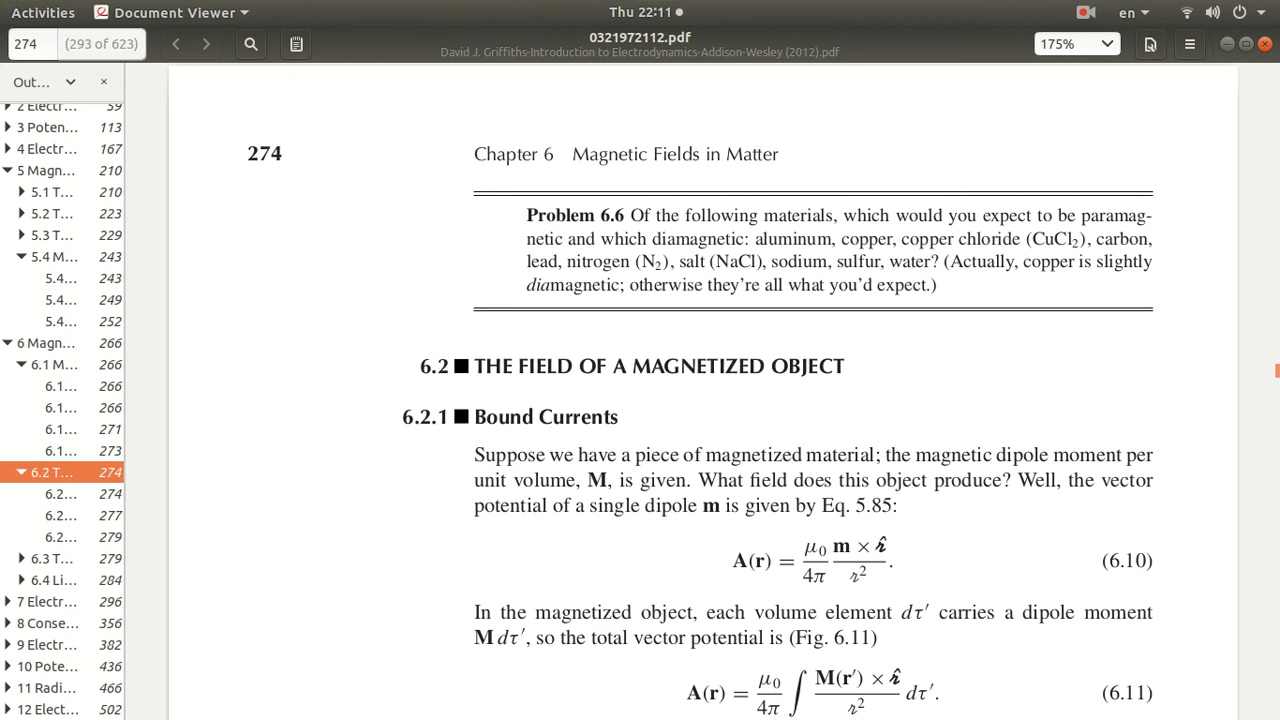 Activities Document Viewer Thu 22:11 en
274 (293 of 623) 0321972112.pdf 175%
David J. Griffiths-Introduction to Electrodynamics-Addison-Wesley (2012).pdf
Out... ×
2 Electr... 59
3 Poten... 113
4 Electr... 167
5 Magn... 210
5.1 T... 210
5.2 T... 223
5.3 T... 229
5.4 M... 243
5.4... 243
5.4... 249
5.4... 252
6 Magn... 266
6.1 M... 266
6.1... 266
6.1... 266
6.1... 271
6.1... 273
6.2 T... 274
6.2... 274
6.2... 277
6.2... 279
6.3 T... 279
6.4 Li... 284
7 Electr... 296
8 Conse... 356
9 Electr... 382
10 Pote... 436
11 Radi... 466
12 Elect... 502
274 Chapter 6 Magnetic Fields in Matter
Problem 6.6 Of the following materials, which would you expect to be paramag-
netic and which diamagnetic: aluminum, copper, copper chloride (CuCl₂), carbon,
lead, nitrogen (N₂), salt (NaCl), sodium, sulfur, water? (Actually, copper is slightly
diamagnetic; otherwise they're all what you'd expect.)
6.2 ■ THE FIELD OF A MAGNETIZED OBJECT
6.2.1 ■ Bound Currents
Suppose we have a piece of magnetized material; the magnetic dipole moment per
unit volume, M, is given. What field does this object produce? Well, the vector
potential of a single dipole m is given by Eq. 5.85:
A(r) = μ₀/4π m × 𝓇̂/𝓇². (6.10)
In the magnetized object, each volume element dτ′ carries a dipole moment
M dτ′, so the total vector potential is (Fig. 6.11)
A(r) = μ₀/4π ∫ M(r′) × 𝓇̂/𝓇² dτ′. (6.11)